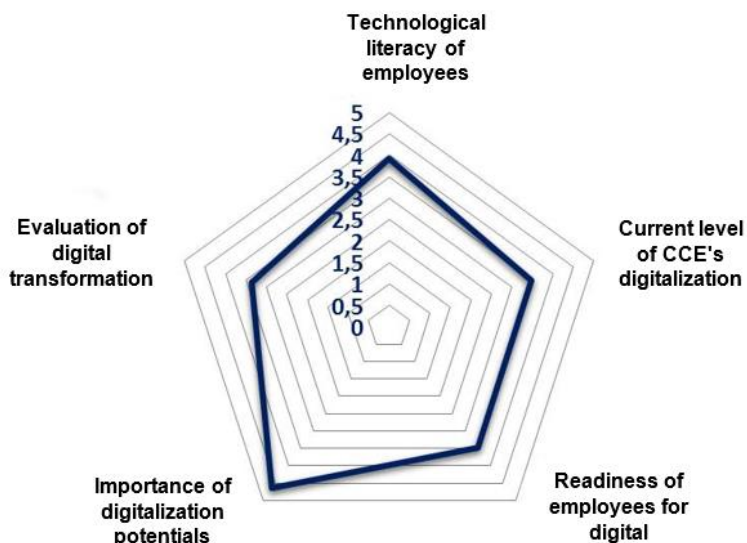 Technological
literacy of
employees
5
4,5
4
3,5
3
2,5
2
1,5
1
0,5
0
Evaluation of
digital
transformation
Current level
of CCE's
digitalization
Importance of
digitalization
potentials
Readiness of
employees for
digital